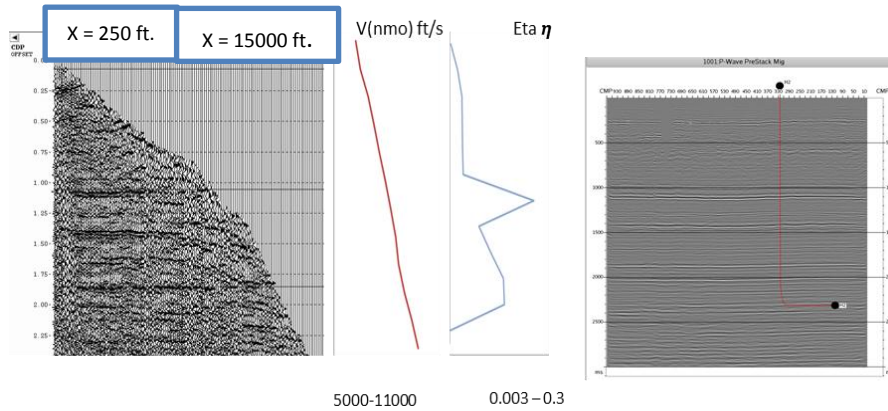 X = 250 ft.
X = 15000 ft.
V(nmo) ft/s
Eta η
CDP
OFFSET
0.25
0.50
0.75
1.00
1.25
1.50
1.75
2.00
2.25
1001:P-Wave PreStack Mig
CMP
CMP
500
1000
1500
2000
2500
ms
5000-11000
0.003 – 0.3